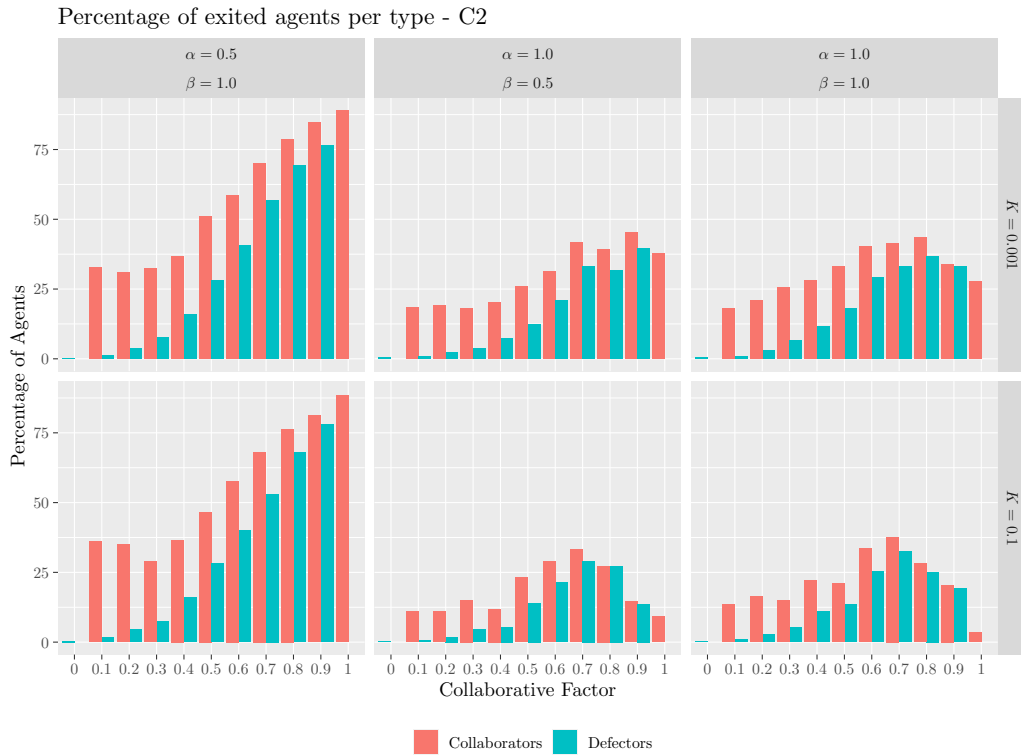 Percentage of exited agents per type - C2
α = 0.5
β = 1.0
α = 1.0
β = 0.5
α = 1.0
β = 1.0
Percentage of Agents
75
50
25
0
K = 0.001
75
50
25
0
K = 0.1
0 0.1 0.2 0.3 0.4 0.5 0.6 0.7 0.8 0.9 1
0 0.1 0.2 0.3 0.4 0.5 0.6 0.7 0.8 0.9 1
0 0.1 0.2 0.3 0.4 0.5 0.6 0.7 0.8 0.9 1
Collaborative Factor
Collaborators Defectors